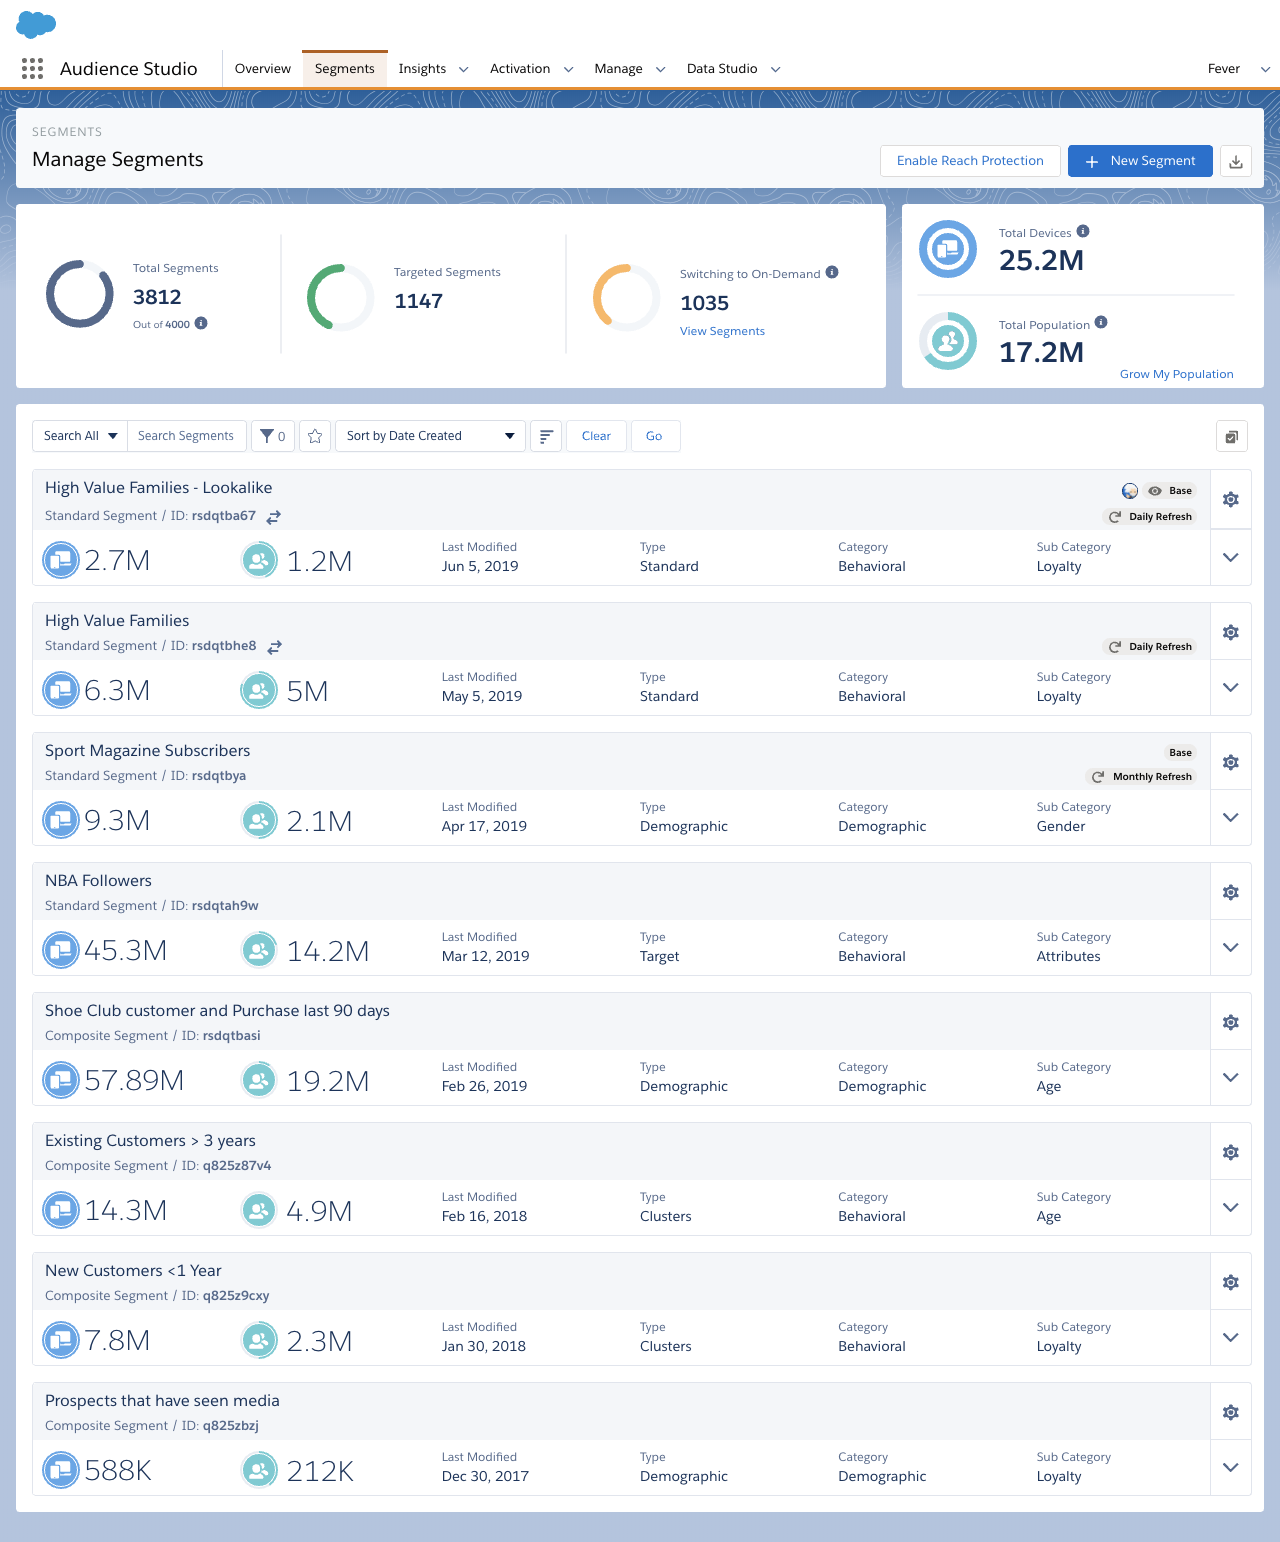 Audience Studio
Overview
Segments
Insights
Activation
Manage
Data Studio
Fever
SEGMENTS
Manage Segments
Enable Reach Protection
New Segment
Total Segments
3812
Out of 4000
Targeted Segments
1147
Switching to On-Demand
1035
View Segments
Total Devices
25.2M
Total Population
17.2M
Grow My Population
Search All
Search Segments
0
Sort by Date Created
Clear
Go
High Value Families - Lookalike
Base
Standard Segment / ID: rsdqtba67
Daily Refresh
2.7M
1.2M
Last Modified
Jun 5, 2019
Type
Standard
Category
Behavioral
Sub Category
Loyalty
High Value Families
Standard Segment / ID: rsdqtbhe8
Daily Refresh
6.3M
5M
Last Modified
May 5, 2019
Type
Standard
Category
Behavioral
Sub Category
Loyalty
Sport Magazine Subscribers
Base
Standard Segment / ID: rsdqtbya
Monthly Refresh
9.3M
2.1M
Last Modified
Apr 17, 2019
Type
Demographic
Category
Demographic
Sub Category
Gender
NBA Followers
Standard Segment / ID: rsdqtah9w
45.3M
14.2M
Last Modified
Mar 12, 2019
Type
Target
Category
Behavioral
Sub Category
Attributes
Shoe Club customer and Purchase last 90 days
Composite Segment / ID: rsdqtbasi
57.89M
19.2M
Last Modified
Feb 26, 2019
Type
Demographic
Category
Demographic
Sub Category
Age
Existing Customers > 3 years
Composite Segment / ID: q825z87v4
14.3M
4.9M
Last Modified
Feb 16, 2018
Type
Clusters
Category
Behavioral
Sub Category
Age
New Customers <1 Year
Composite Segment / ID: q825z9cxy
7.8M
2.3M
Last Modified
Jan 30, 2018
Type
Clusters
Category
Behavioral
Sub Category
Loyalty
Prospects that have seen media
Composite Segment / ID: q825zbzj
588K
212K
Last Modified
Dec 30, 2017
Type
Demographic
Category
Demographic
Sub Category
Loyalty